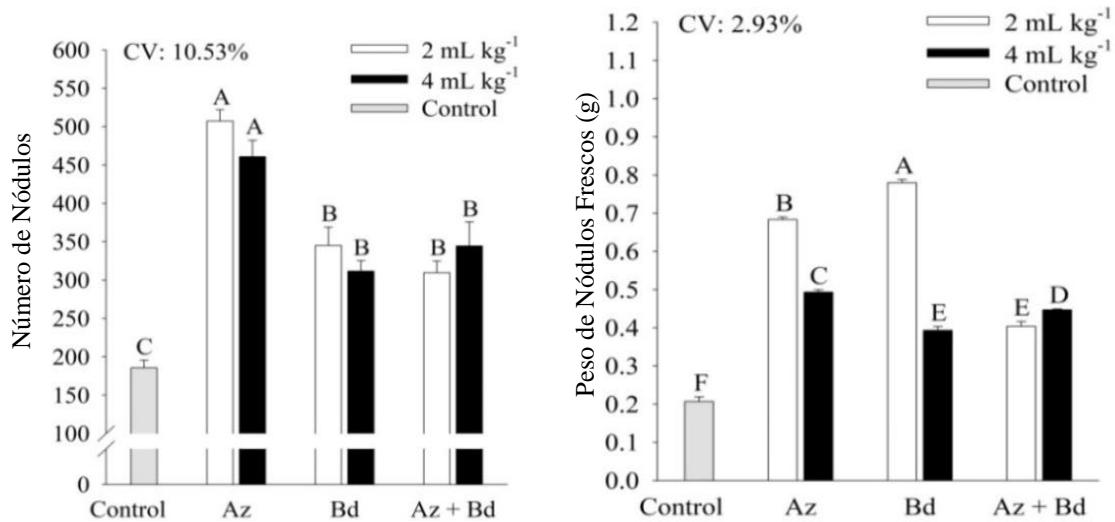 CV: 10.53%
2 mL kg⁻¹
4 mL kg⁻¹
Control
Número de Nódulos
600
550
500
450
400
350
300
250
200
150
100
0
C
A
A
B
B
B
B
Control
Az
Bd
Az + Bd
CV: 2.93%
2 mL kg⁻¹
4 mL kg⁻¹
Control
Peso de Nódulos Frescos (g)
1.2
1.1
1.0
0.9
0.8
0.7
0.6
0.5
0.4
0.3
0.2
0.1
0.0
F
B
C
A
E
E
D
Control
Az
Bd
Az + Bd